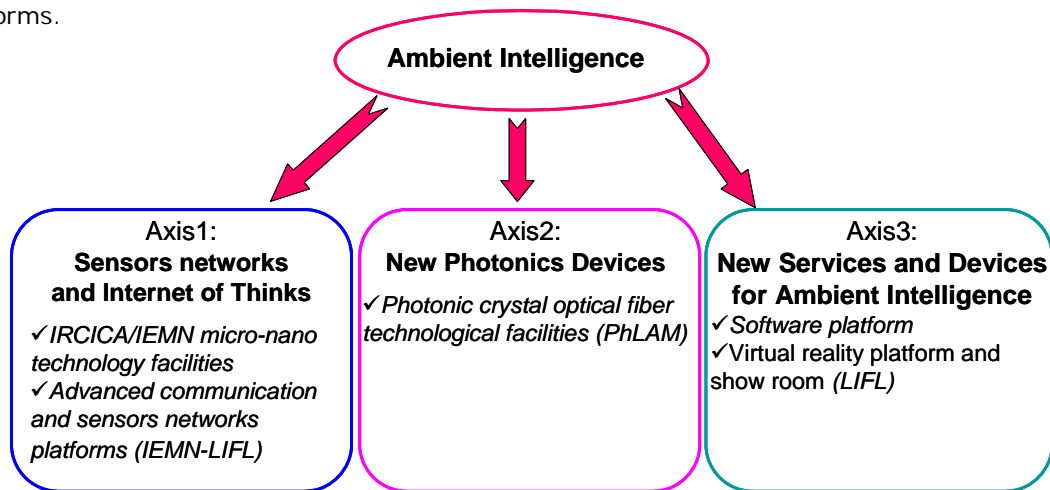 orms.
Ambient Intelligence
Axis1:
Sensors networks
and Internet of Thinks
✓IRCICA/IEMN micro-nano
technology facilities
✓Advanced communication
and sensors networks
platforms (IEMN-LIFL)
Axis2:
New Photonics Devices
✓Photonic crystal optical fiber
technological facilities (PhLAM)
Axis3:
New Services and Devices
for Ambient Intelligence
✓Software platform
✓Virtual reality platform and
show room (LIFL)